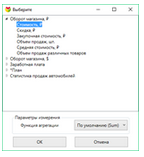 Выберите
Оборот магазина, ₽
Стоимость, ₽
Скидка, ₽
Закупочная стоимость, ₽
Объем продаж, шт
Средняя стоимость, ₽
Объем продаж различных товаров
Оборот магазина, $
Заработная плата
*План
Статистика продаж автомобилей
Параметры измерения
Функция агрегации
По умолчанию (Sum)
ОК
Отмена